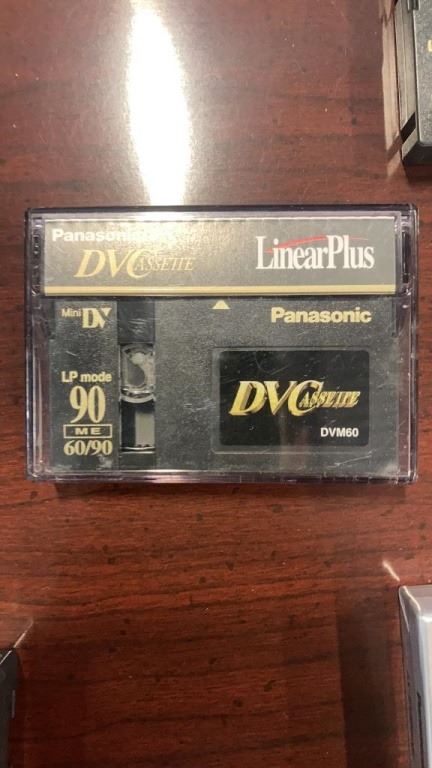 Panasonic
DVCASSETTE
LinearPlus
Mini DV
LP mode
90
ME
60/90
Panasonic
DVCASSETTE
DVM60